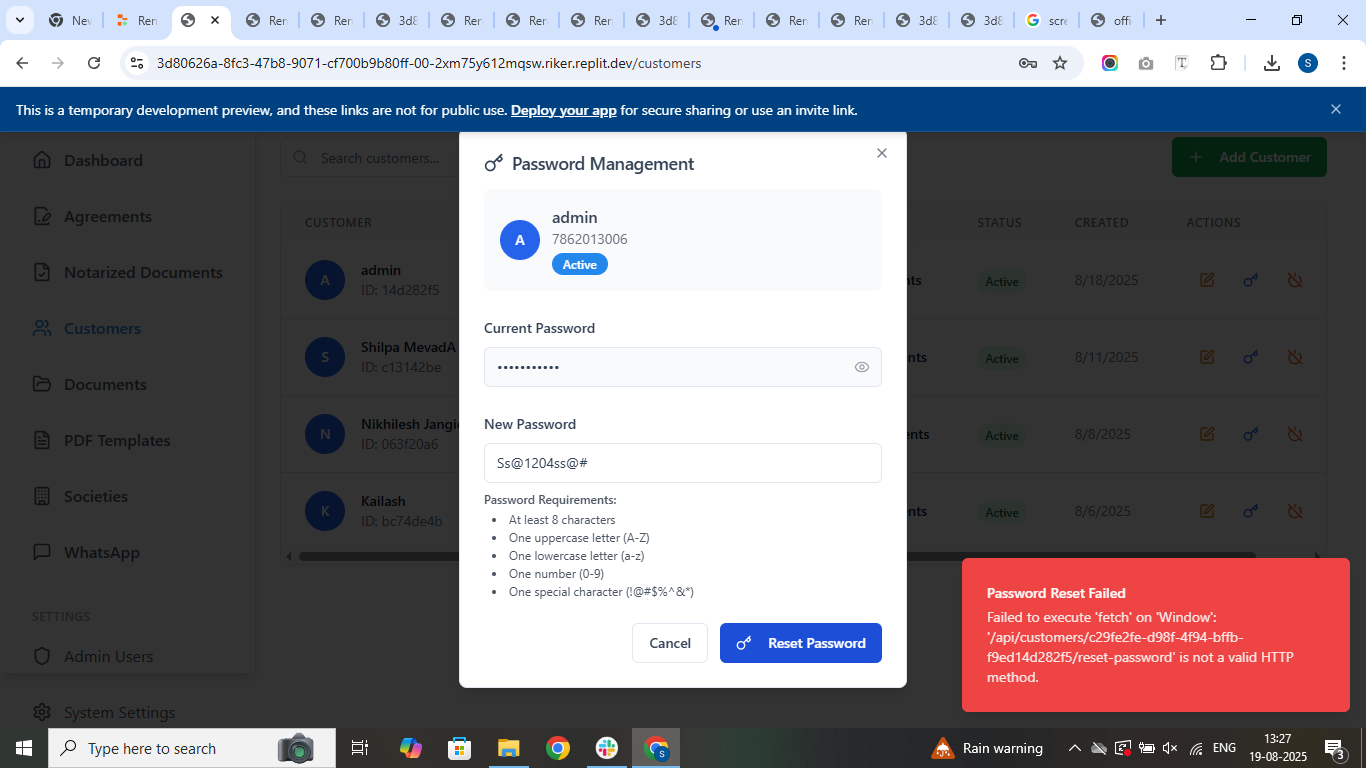 Nev
Ren
Ren
Ren
3d8
Ren
Ren
Ren
3d8
Ren
Ren
Ren
3d8
3d8
scre
offi
3d80626a-8fc3-47b8-9071-cf700b9b80ff-00-2xm75y612mqsw.riker.replit.dev/customers
S
This is a temporary development preview, and these links are not for public use. Deploy your app for secure sharing or use an invite link.
Dashboard
Agreements
Notarized Documents
Customers
Documents
PDF Templates
Societies
WhatsApp
SETTINGS
Admin Users
System Settings
Search customers...
Add Customer
CUSTOMER
STATUS
CREATED
ACTIONS
A
admin
ID: 14d282f5
nts
Active
8/18/2025
S
Shilpa MevadA
ID: c13142be
nts
Active
8/11/2025
N
Nikhilesh Jangi
ID: 063f20a6
ents
Active
8/8/2025
K
Kailash
ID: bc74de4b
nts
Active
8/6/2025
Password Management
A
admin
7862013006
Active
Current Password
•••••••••••
New Password
Ss@1204ss@#
Password Requirements:
• At least 8 characters
• One uppercase letter (A-Z)
• One lowercase letter (a-z)
• One number (0-9)
• One special character (!@#$%^&*)
Cancel
Reset Password
Password Reset Failed
Failed to execute 'fetch' on 'Window':
'/api/customers/c29fe2fe-d98f-4f94-bffb-
f9ed14d282f5/reset-password' is not a valid HTTP
method.
Type here to search
S
Rain warning
ENG
13:27
19-08-2025
3